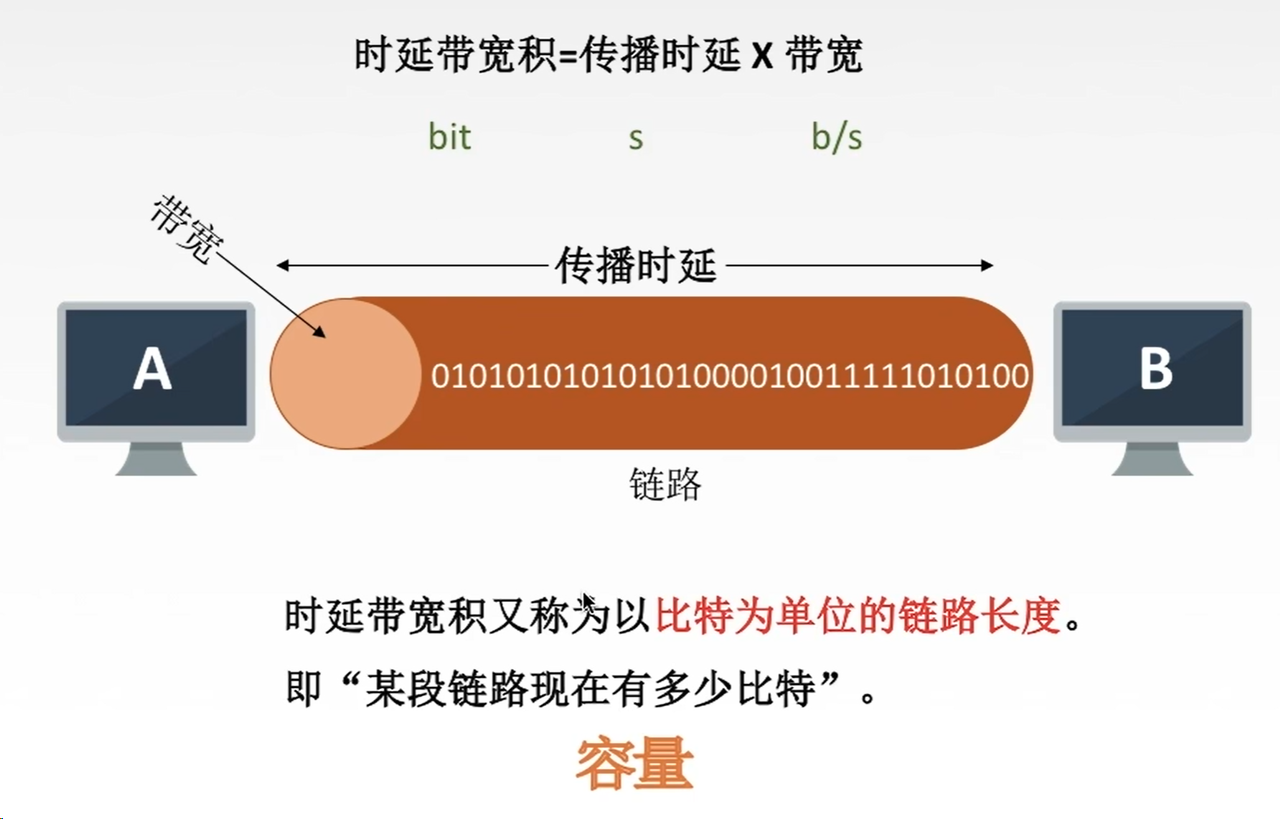 时延带宽积=传播时延 X 带宽
bit s b/s
带宽
传播时延
A
0101010101010100001001111101010​0
B
链路
时延带宽积又称为以比特为单位的链路长度。
即“某段链路现在有多少比特”。
容量